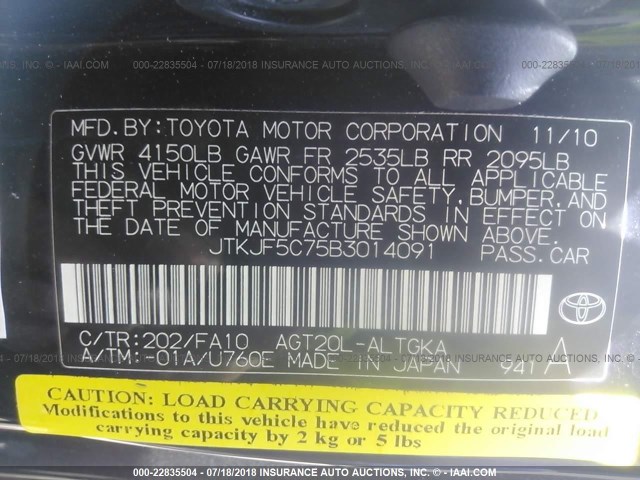 000-22835504 - 07/18/2018 INSURANCE AUTO AUCTIONS, INC. - IAAI.COM
MFD. BY: TOYOTA MOTOR CORPORATION 11/10
GVWR 4150LB GAWR FR 2535LB RR 2095LB
THIS VEHICLE CONFORMS TO ALL APPLICABLE
FEDERAL MOTOR VEHICLE SAFETY, BUMPER, AND
THEFT PREVENTION STANDARDS IN EFFECT ON
THE DATE OF MANUFACTURE SHOWN ABOVE.
JTKJF5C75B3014091 PASS. CAR
TOYOTA
C/TR: 202/FA10 AGT20L-ALTGKA
A/TM: -01A/U760E MADE IN JAPAN 941 A
CAUTION: LOAD CARRYING CAPACITY REDUCED
Modifications to this vehicle have reduced the original load
carrying capacity by 2 kg or 5 lbs
000-22835504 - 07/18/2018 INSURANCE AUTO AUCTIONS, INC. - IAAI.COM